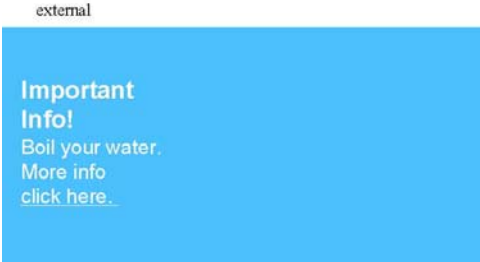 external
Important
Info!
Boil your water.
More info
click here.